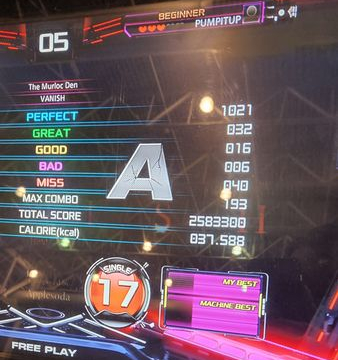 05
BEGINNER
PUMPITUP
The Murloc Den
VANISH
PERFECT 1021
GREAT 032
GOOD 016
BAD 006
MISS 040
MAX COMBO 193
TOTAL SCORE 2583300
CALORIE(kcal) 037.588
A
SINGLE
17
MY BEST
MACHINE BEST
Applesoda
FREE PLAY